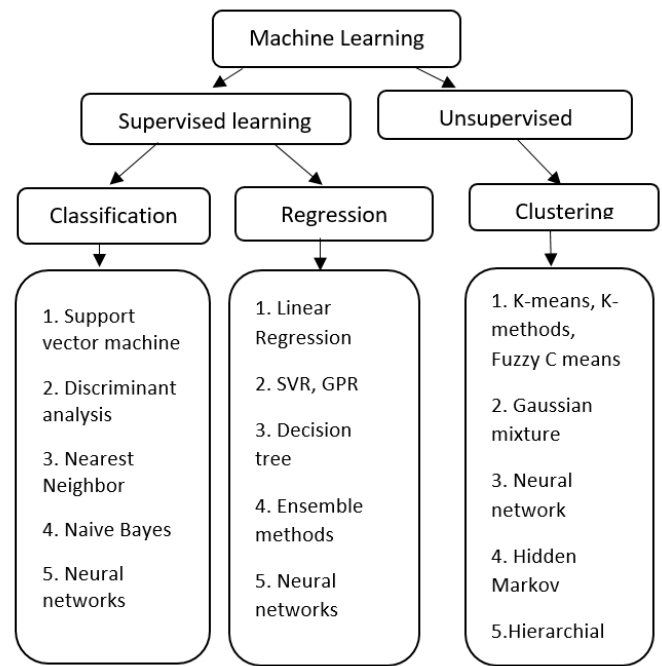 Machine Learning
Supervised learning
Unsupervised
Classification
Regression
Clustering
1. Support
vector machine
2. Discriminant
analysis
3. Nearest
Neighbor
4. Naive Bayes
5. Neural
networks
1. Linear
Regression
2. SVR, GPR
3. Decision
tree
4. Ensemble
methods
5. Neural
networks
1. K-means, K-
methods,
Fuzzy C means
2. Gaussian
mixture
3. Neural
network
4. Hidden
Markov
5.Hierarchial